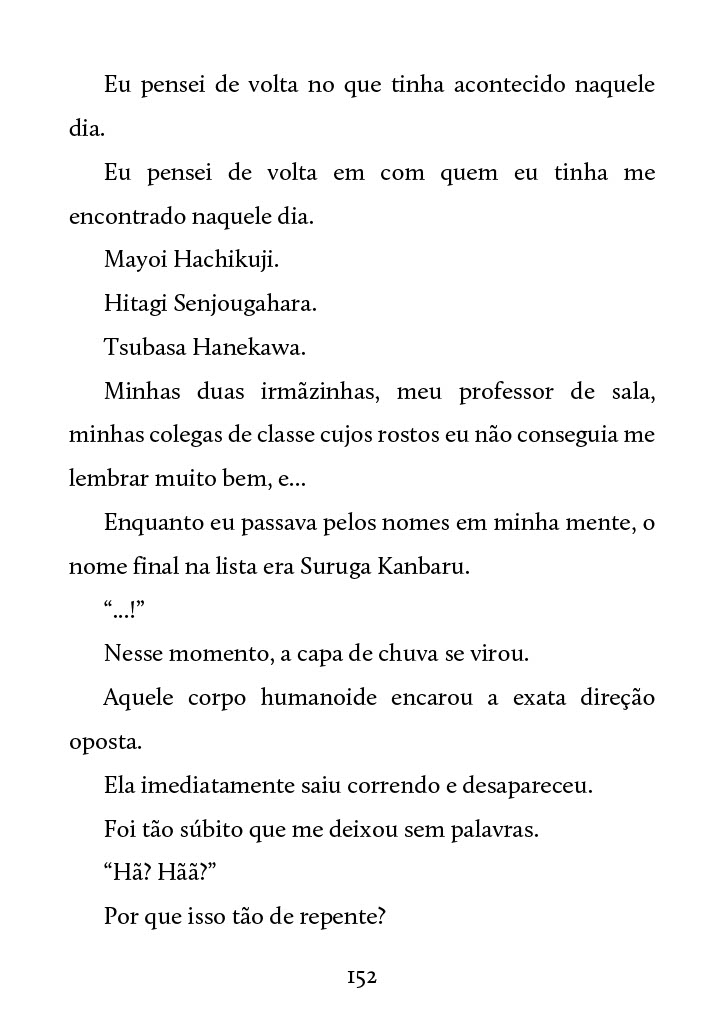 Eu pensei de volta no que tinha acontecido naquele
dia.
Eu pensei de volta em com quem eu tinha me
encontrado naquele dia.
Mayoi Hachikuji.
Hitagi Senjougahara.
Tsubasa Hanekawa.
Minhas duas irmãzinhas, meu professor de sala,
minhas colegas de classe cujos rostos eu não conseguia me
lembrar muito bem, e...
Enquanto eu passava pelos nomes em minha mente, o
nome final na lista era Suruga Kanbaru.
“...!”
Nesse momento, a capa de chuva se virou.
Aquele corpo humanoide encarou a exata direção
oposta.
Ela imediatamente saiu correndo e desapareceu.
Foi tão súbito que me deixou sem palavras.
“Hã? Hãã?”
Por que isso tão de repente?
152